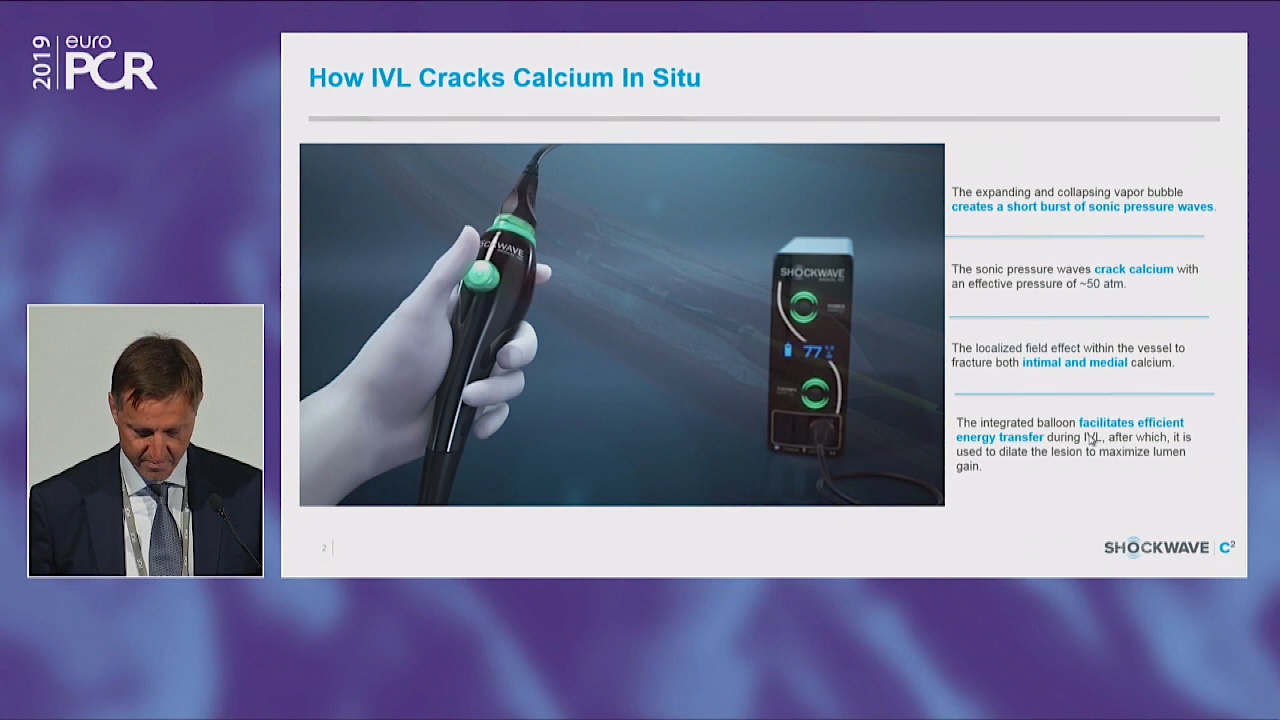 2019
euro
PCR
How IVL Cracks Calcium In Situ
SHOCKWAVE
SHOCKWAVE
77
The expanding and collapsing vapor bubble
creates a short burst of sonic pressure waves.
The sonic pressure waves crack calcium with
an effective pressure of ~50 atm.
The localized field effect within the vessel to
fracture both intimal and medial calcium.
The integrated balloon facilitates efficient
energy transfer during IVL, after which, it is
used to dilate the lesion to maximize lumen
gain.
2
SHOCKWAVE C²